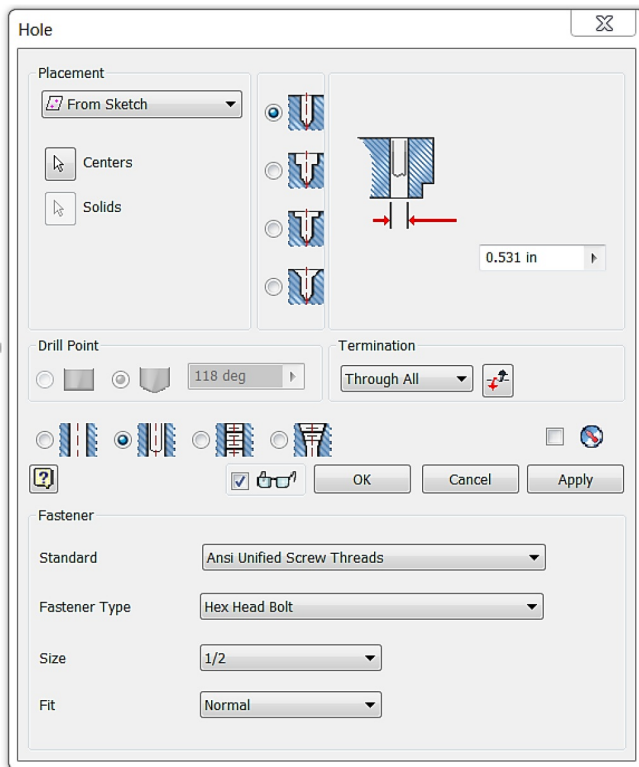 Hole
Placement
From Sketch
Centers
Solids
0.531 in
Drill Point
118 deg
Termination
Through All
?
OK
Cancel
Apply
Fastener
Standard
Ansi Unified Screw Threads
Fastener Type
Hex Head Bolt
Size
1/2
Fit
Normal